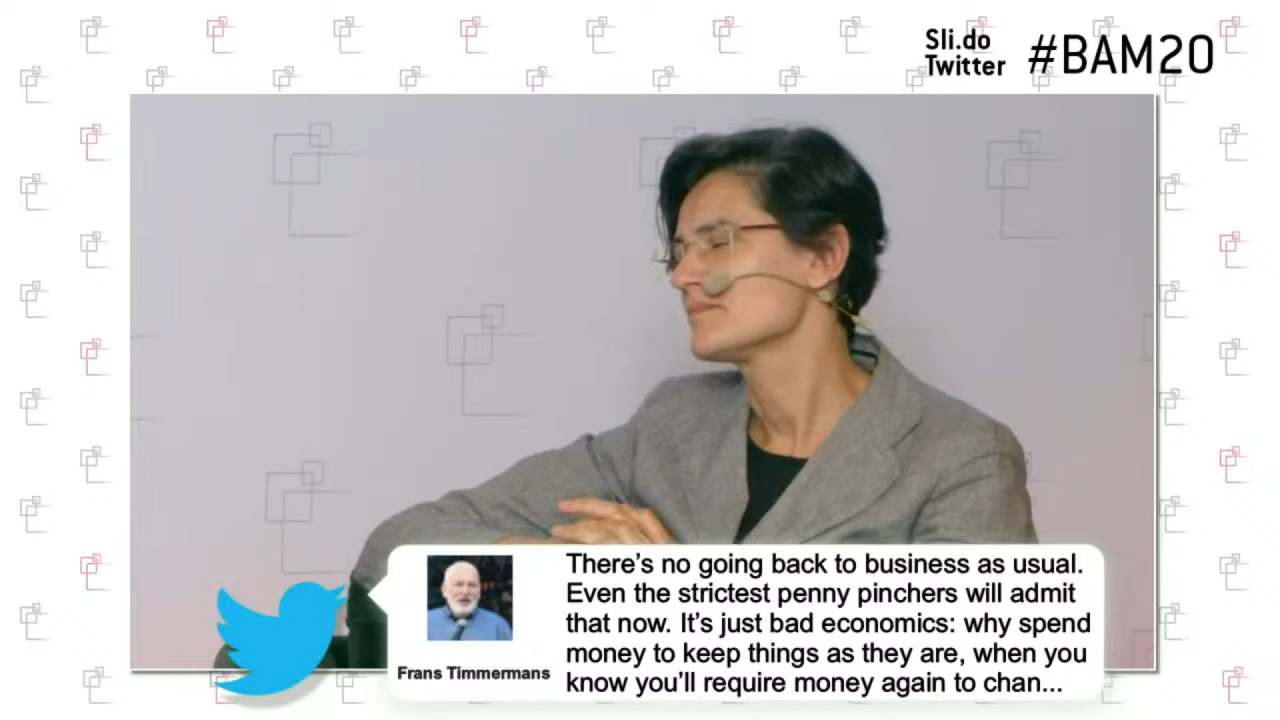 Sli.do
Twitter
#BAM20
There's no going back to business as usual.
Even the strictest penny pinchers will admit
that now. It's just bad economics: why spend
money to keep things as they are, when you
know you'll require money again to chan...
Frans Timmermans